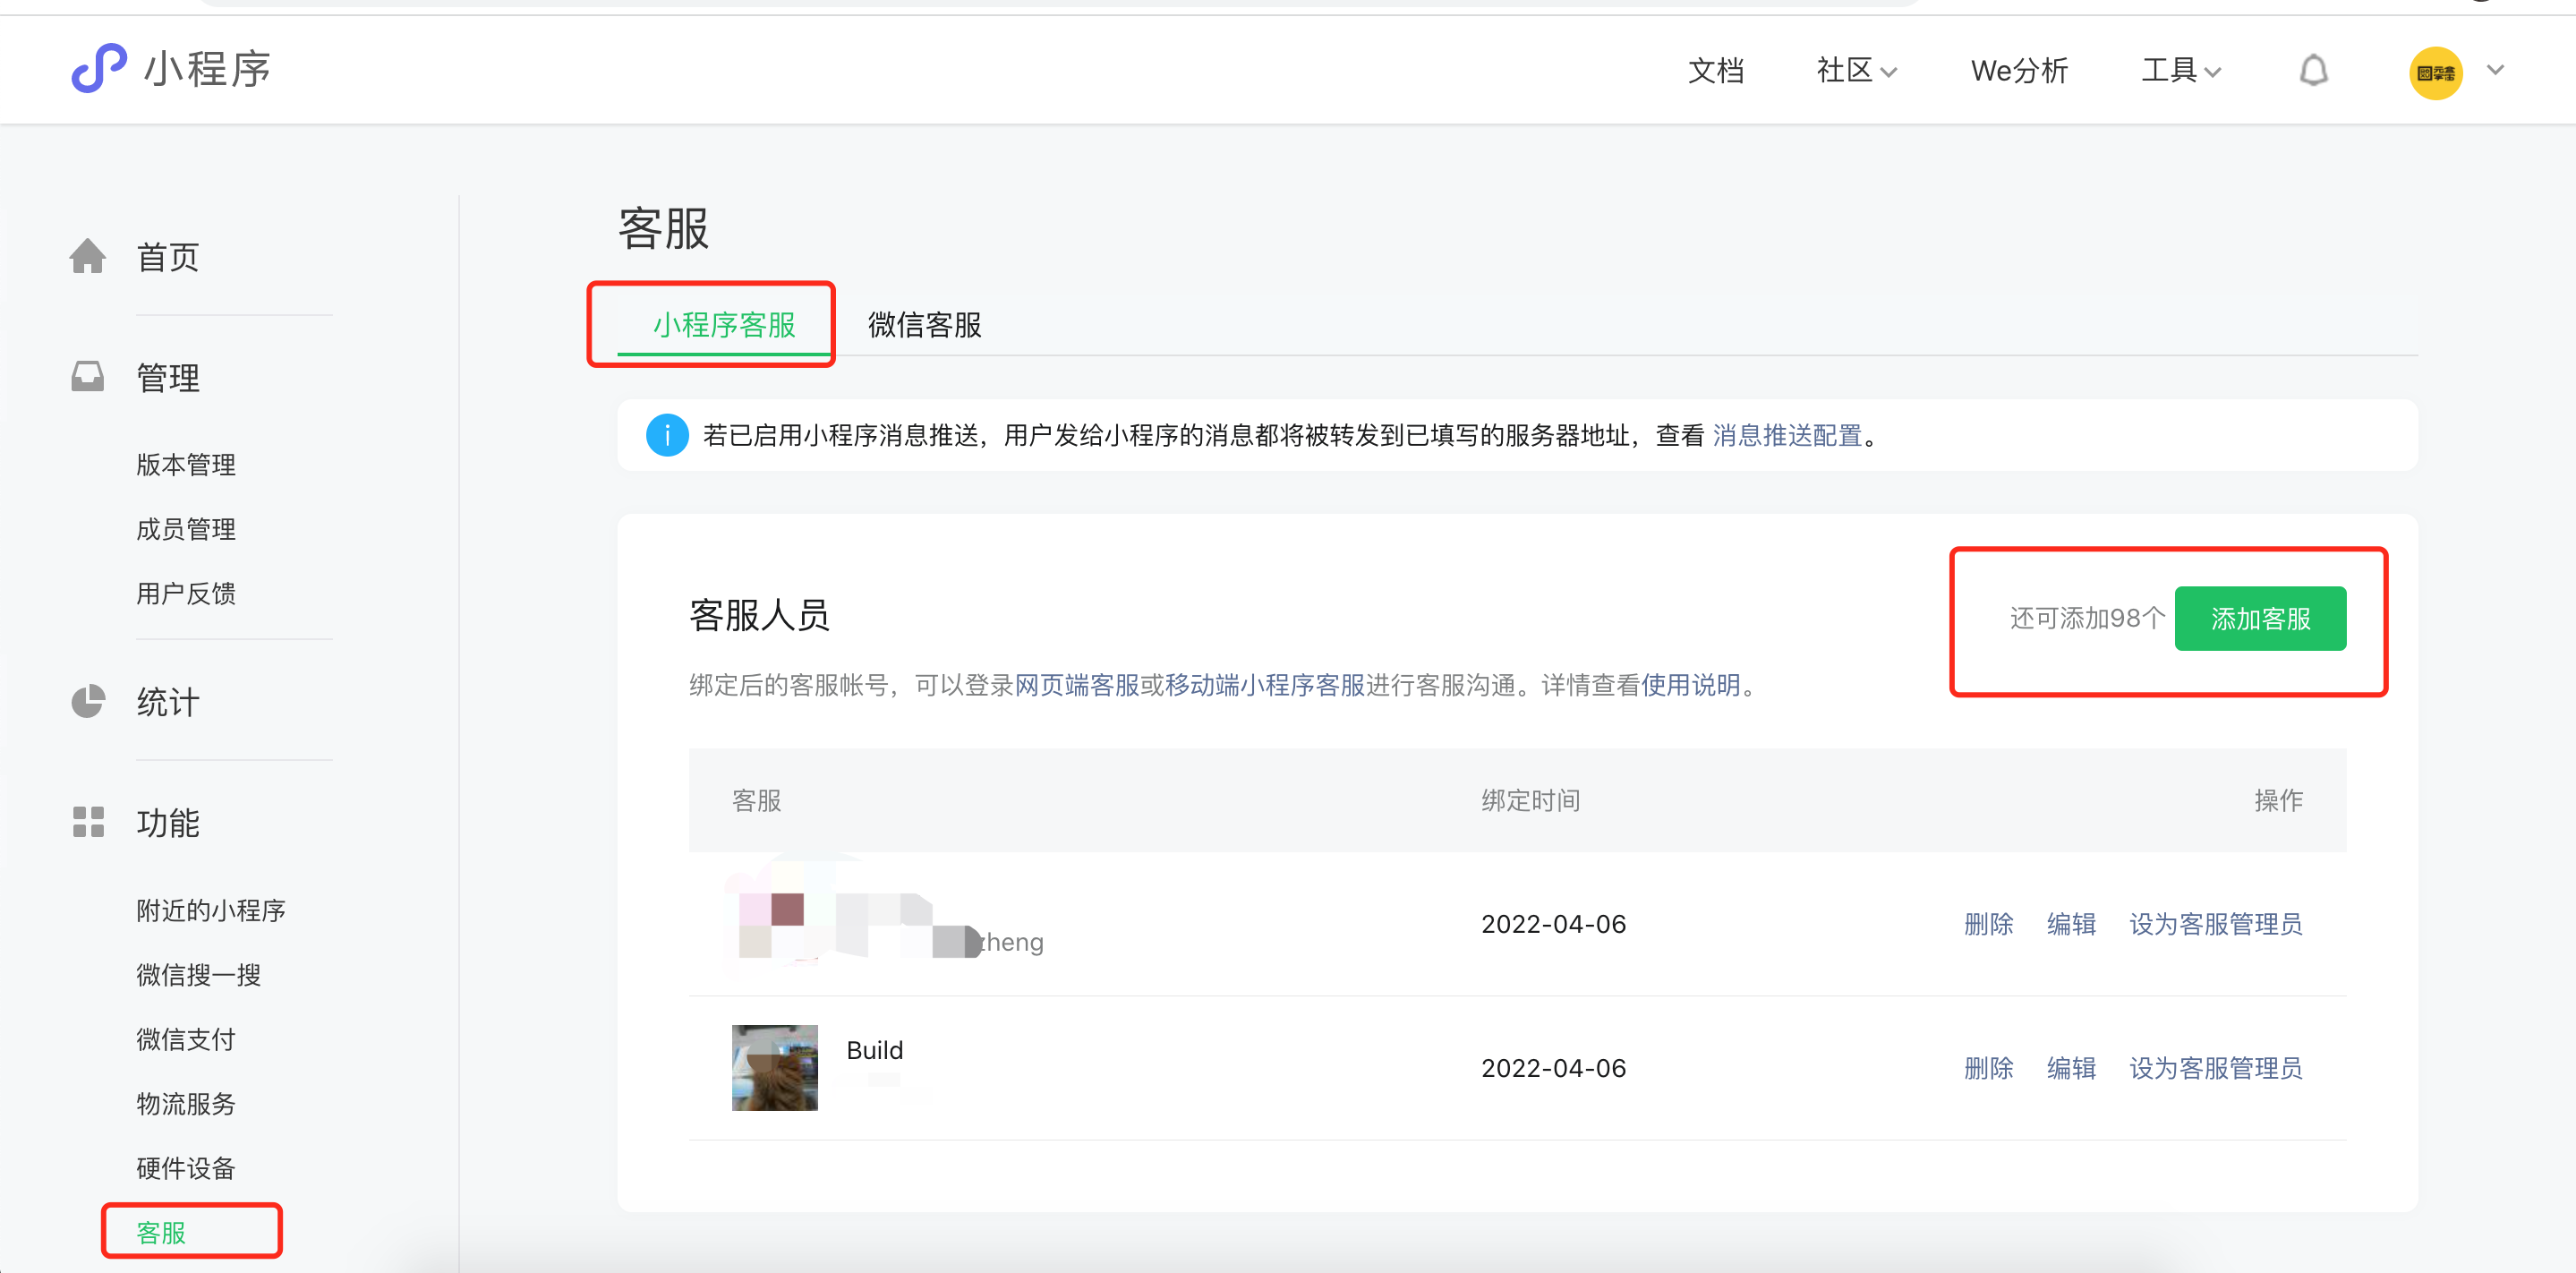 小程序
文档 社区 We分析 工具
首页
管理
版本管理
成员管理
用户反馈
统计
功能
附近的小程序
微信搜一搜
微信支付
物流服务
硬件设备
客服
客服
小程序客服 微信客服
若已启用小程序消息推送，用户发给小程序的消息都将被转发到已填写的服务器地址，查看 消息推送配置。
客服人员
还可添加98个 添加客服
绑定后的客服帐号，可以登录网页端客服或移动端小程序客服进行客服沟通。详情查看使用说明。
客服 绑定时间 操作
zheng 2022-04-06 删除 编辑 设为客服管理员
Build 2022-04-06 删除 编辑 设为客服管理员